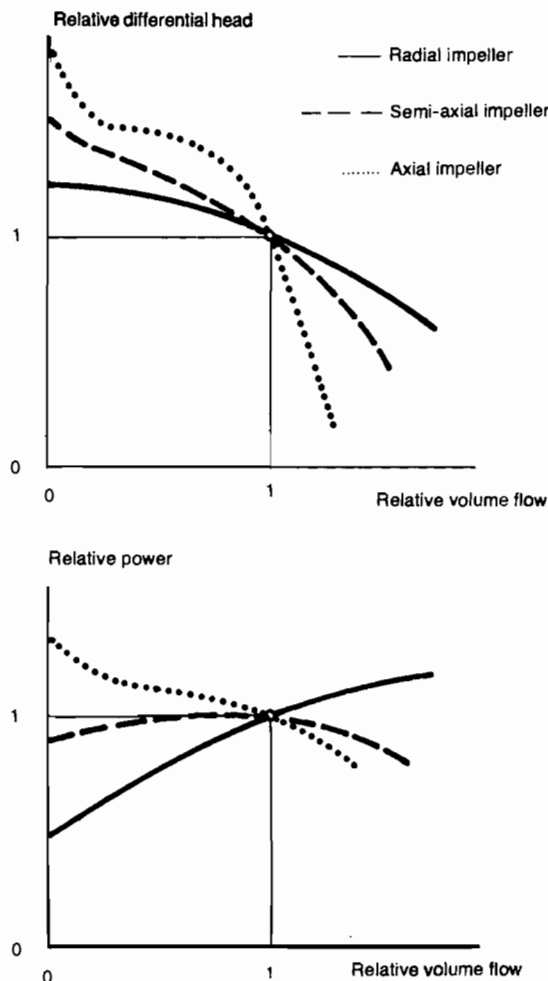 Relative differential head
Radial impeller
Semi-axial impeller
Axial impeller
1
0
0
1
Relative volume flow
Relative power
1
0
0
1
Relative volume flow